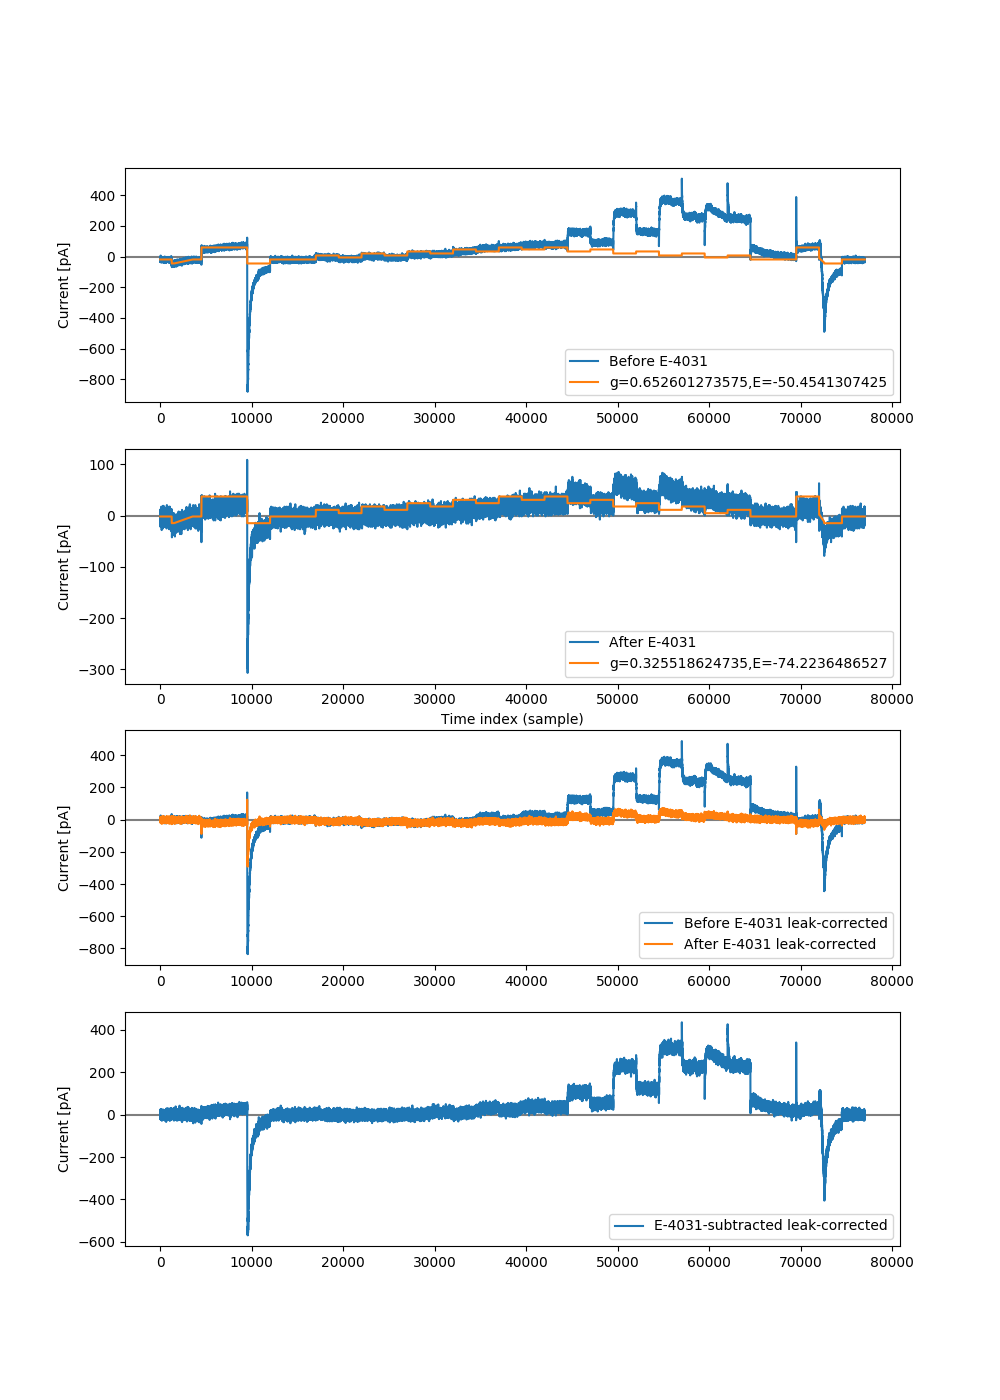 400
200
0
−200
−400
−600
−800
Current [pA]
Before E-4031
g=0.652601273575,E=-50.4541307425
0 10000 20000 30000 40000 50000 60000 70000 80000
100
0
−100
−200
−300
Current [pA]
After E-4031
g=0.325518624735,E=-74.2236486527
0 10000 20000 30000 40000 50000 60000 70000 80000
Time index (sample)
400
200
0
−200
−400
−600
−800
Current [pA]
Before E-4031 leak-corrected
After E-4031 leak-corrected
0 10000 20000 30000 40000 50000 60000 70000 80000
400
200
0
−200
−400
−600
Current [pA]
E-4031-subtracted leak-corrected
0 10000 20000 30000 40000 50000 60000 70000 80000